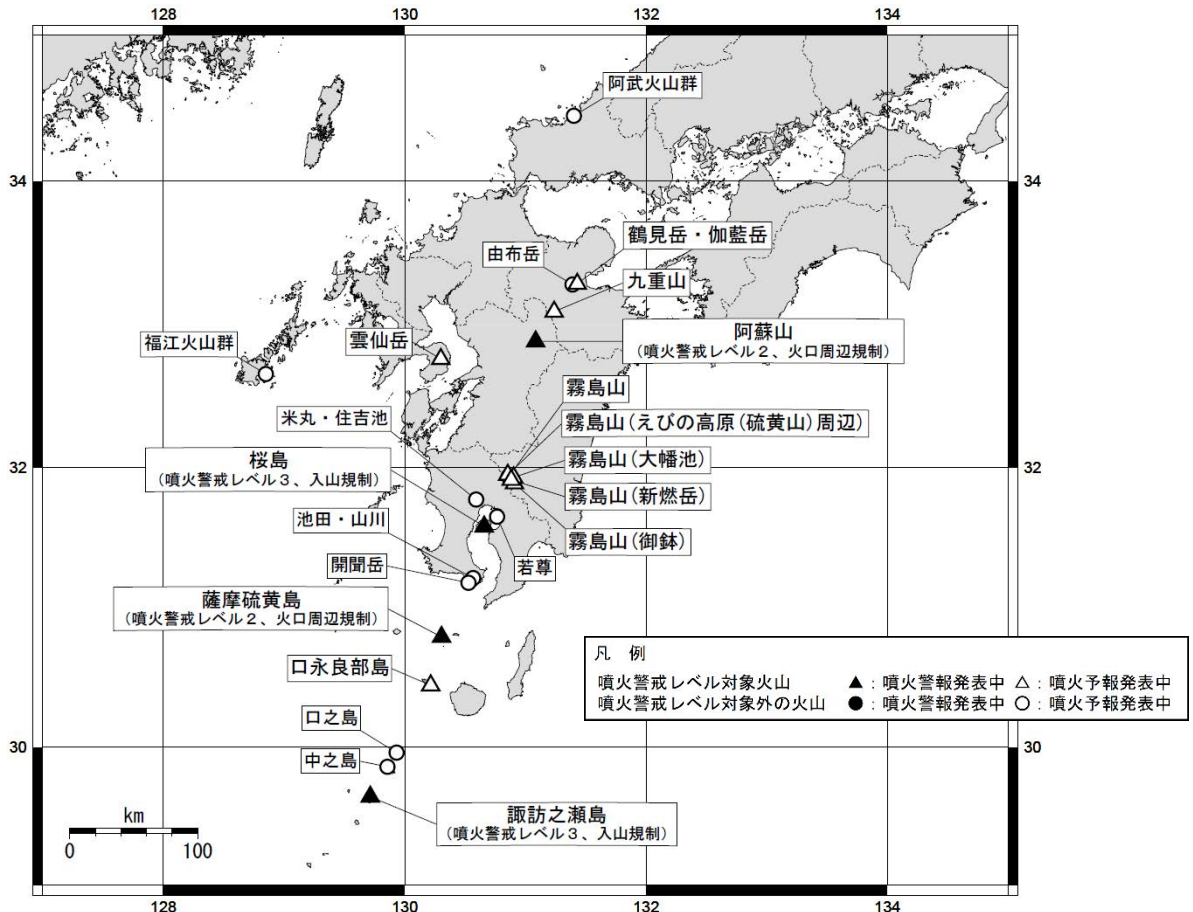 128
130
132
134
阿武火山群
34
34
鶴見岳・伽藍岳
由布岳
九重山
阿蘇山
(噴火警戒レベル2、火口周辺規制)
福江火山群
雲仙岳
霧島山
米丸・住吉池
霧島山(えびの高原(硫黄山)周辺)
32
32
桜島
(噴火警戒レベル3、入山規制)
霧島山(大幡池)
霧島山(新燃岳)
池田・山川
霧島山(御鉢)
開聞岳
若尊
薩摩硫黄島
(噴火警戒レベル2、火口周辺規制)
口永良部島
凡 例
噴火警戒レベル対象火山 ▲:噴火警報発表中 △:噴火予報発表中
噴火警戒レベル対象外の火山 ●:噴火警報発表中 ○:噴火予報発表中
口之島
30
30
中之島
諏訪之瀬島
(噴火警戒レベル3、入山規制)
km
0 100
128
130
132
134